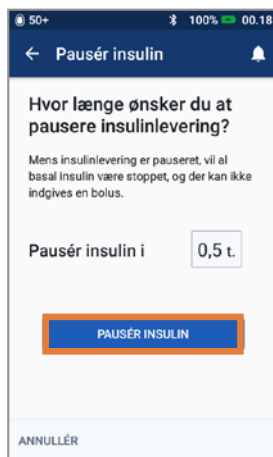 50+ 100% 00.18
Pausér insulin
Hvor længe ønsker du at
pausere insulinlevering?
Mens insulinlevering er pauseret, vil al
basal insulin være stoppet, og der kan ikke
indgives en bolus.
Pausér insulin i 0,5 t.
PAUSÉR INSULIN
ANNULLÉR